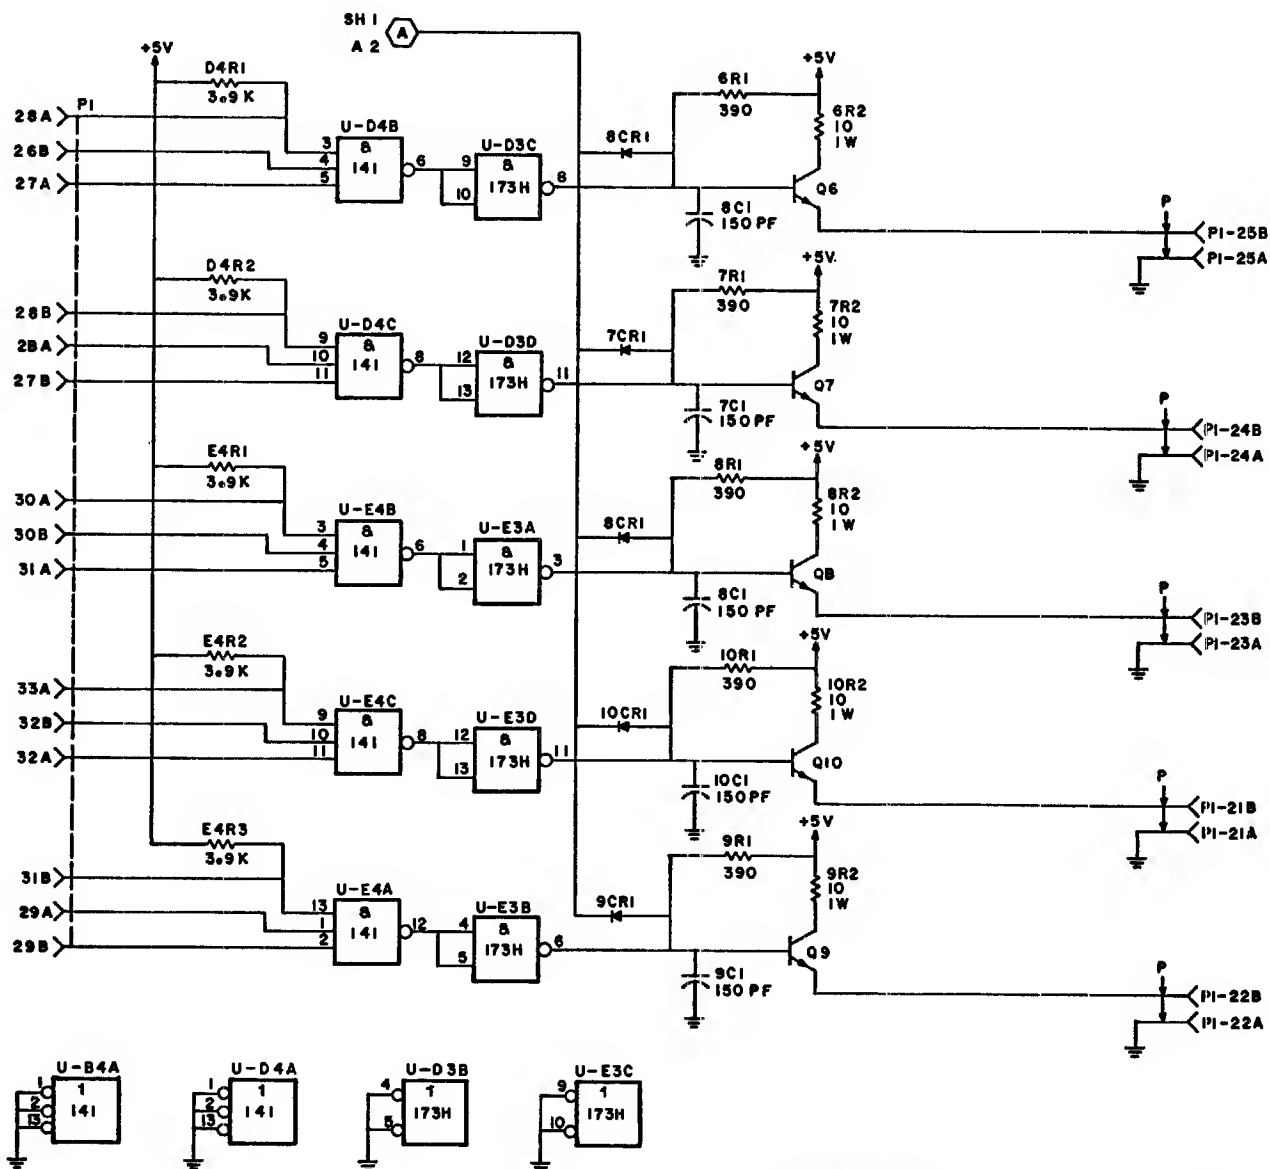 SH 1
A 2
A
+5V
D4R1
3.9K
P1
28A
26B
27A
U-D4B
3
4
5
&
141
6
U-D3C
9
10
&
173H
8
8CR1
6R1
390
+5V
6R2
10
1W
Q6
8C1
150 PF
P
P1-25B
P1-25A
D4R2
3.9K
28B
2BA
27B
U-D4C
9
10
11
&
141
8
U-D3D
12
13
&
173H
11
7CR1
7R1
390
+5V.
7R2
10
1W
Q7
7C1
150 PF
P
P1-24B
P1-24A
E4R1
3.9K
30A
30B
31A
U-E4B
3
4
5
&
141
6
U-E3A
1
2
&
173H
3
8CR1
8R1
390
+5V
8R2
10
1W
Q8
8C1
150 PF
P
P1-23B
P1-23A
E4R2
3.9K
33A
32B
32A
U-E4C
9
10
11
&
141
8
U-E3D
12
13
&
173H
11
10CR1
10R1
390
+5V
10R2
10
1W
Q10
10C1
150PF
P
P1-21B
P1-21A
E4R3
3.9K
31B
29A
29B
U-E4A
13
1
2
&
141
12
U-E3B
4
5
&
173H
6
9CR1
9R1
390
+5V
9R2
10
1W
Q9
9C1
150 PF
P
P1-22B
P1-22A
U-B4A
1
2
13
1
141
U-D4A
1
2
13
1
141
U-D3B
4
5
1
173H
U-E3C
9
10
1
173H